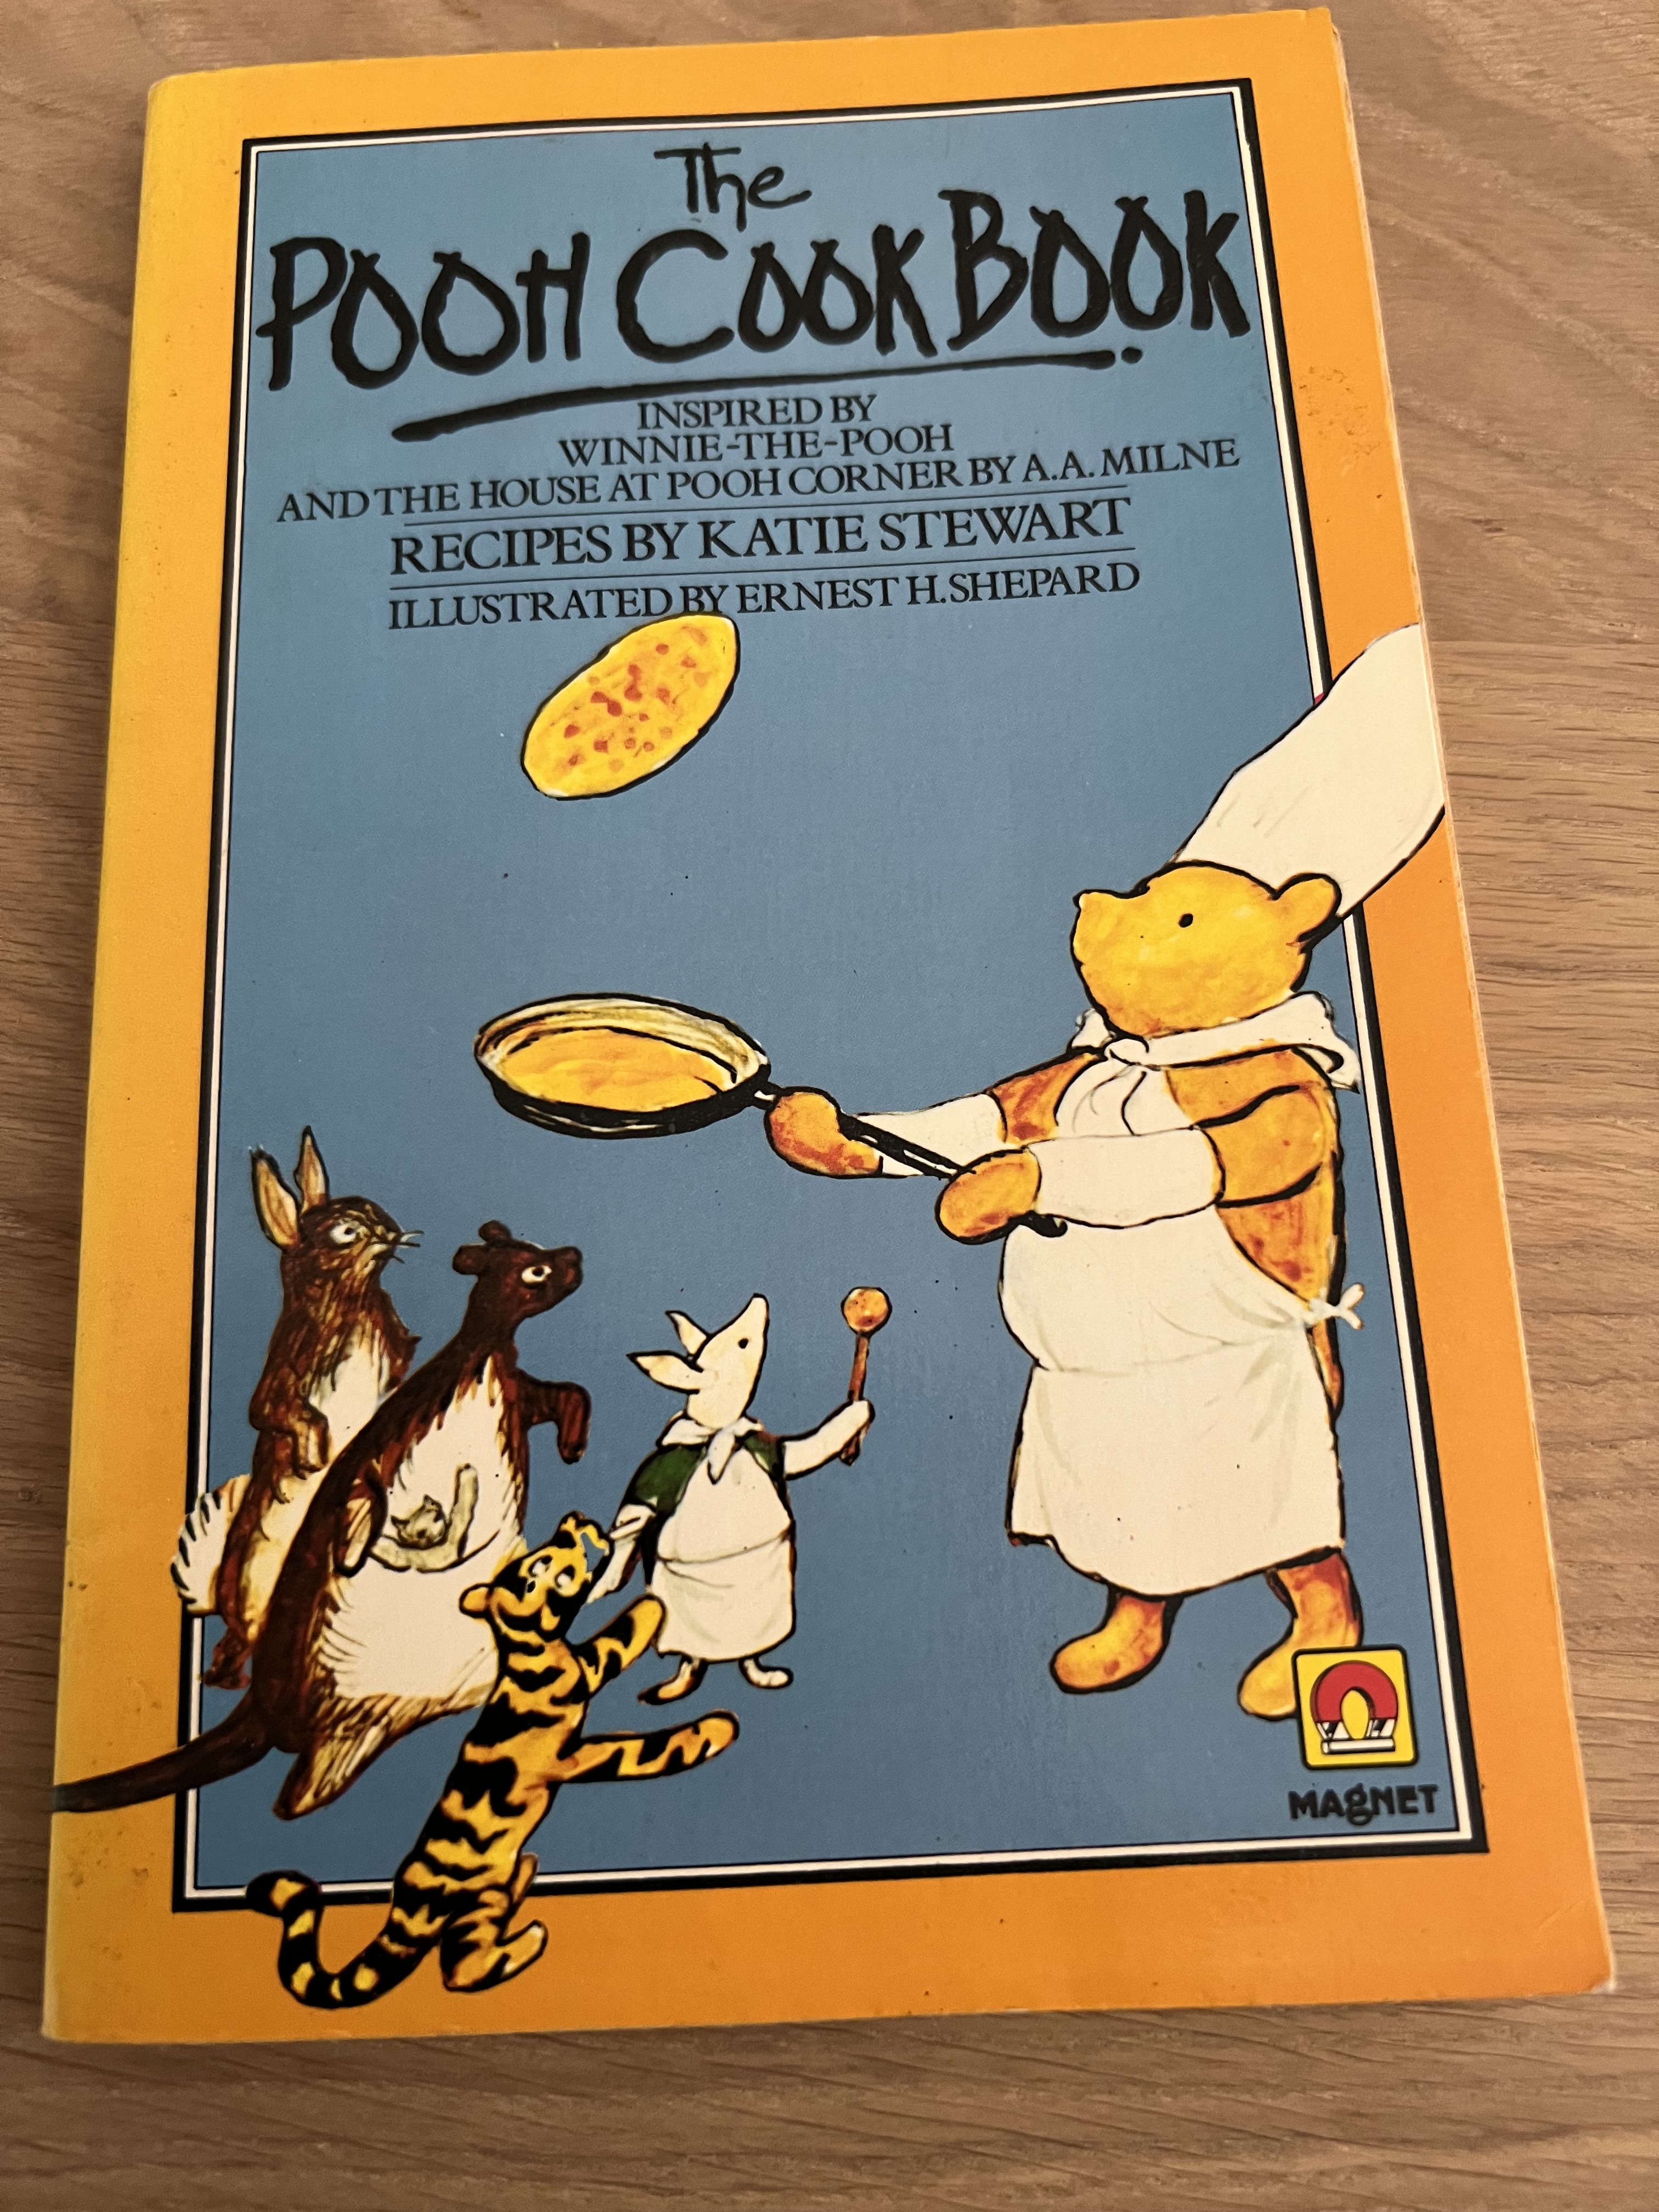 The
POOH COOK BOOK
INSPIRED BY
WINNIE-THE-POOH
AND THE HOUSE AT POOH CORNER BY A.A. MILNE
RECIPES BY KATIE STEWART
ILLUSTRATED BY ERNEST H. SHEPARD
MAGNET